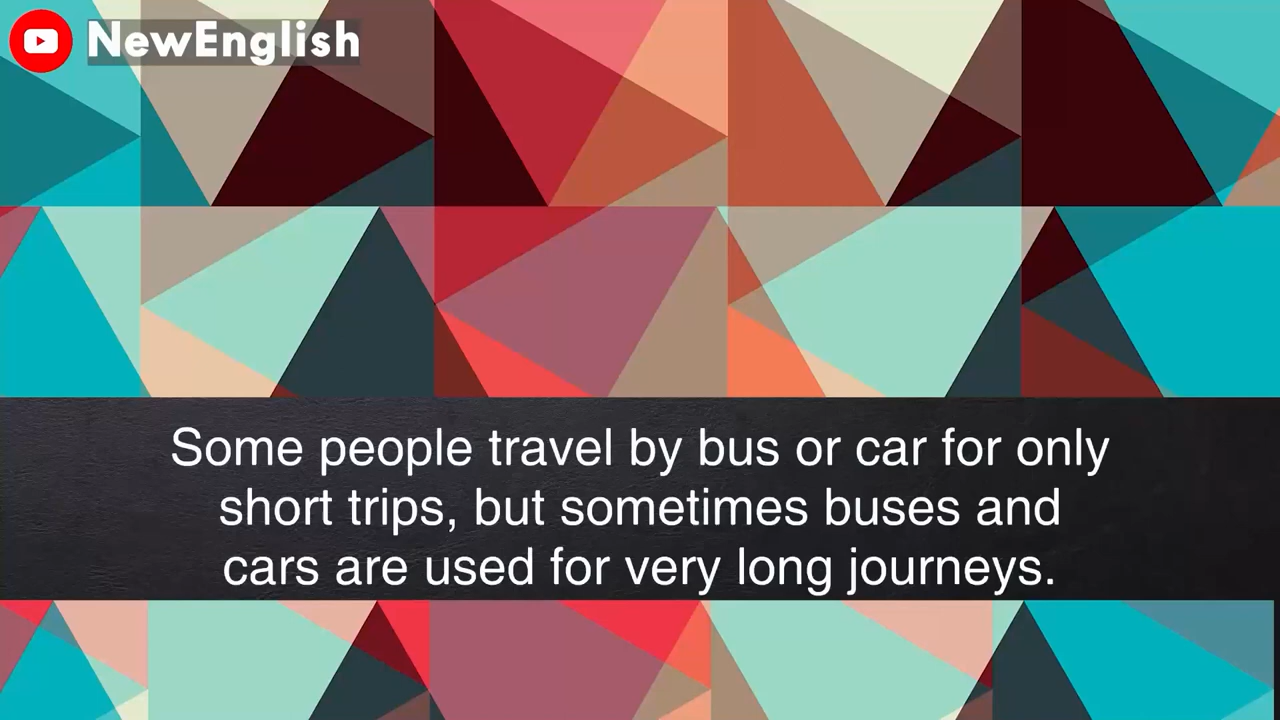 NewEnglish
Some people travel by bus or car for only
short trips, but sometimes buses and
cars are used for very long journeys.